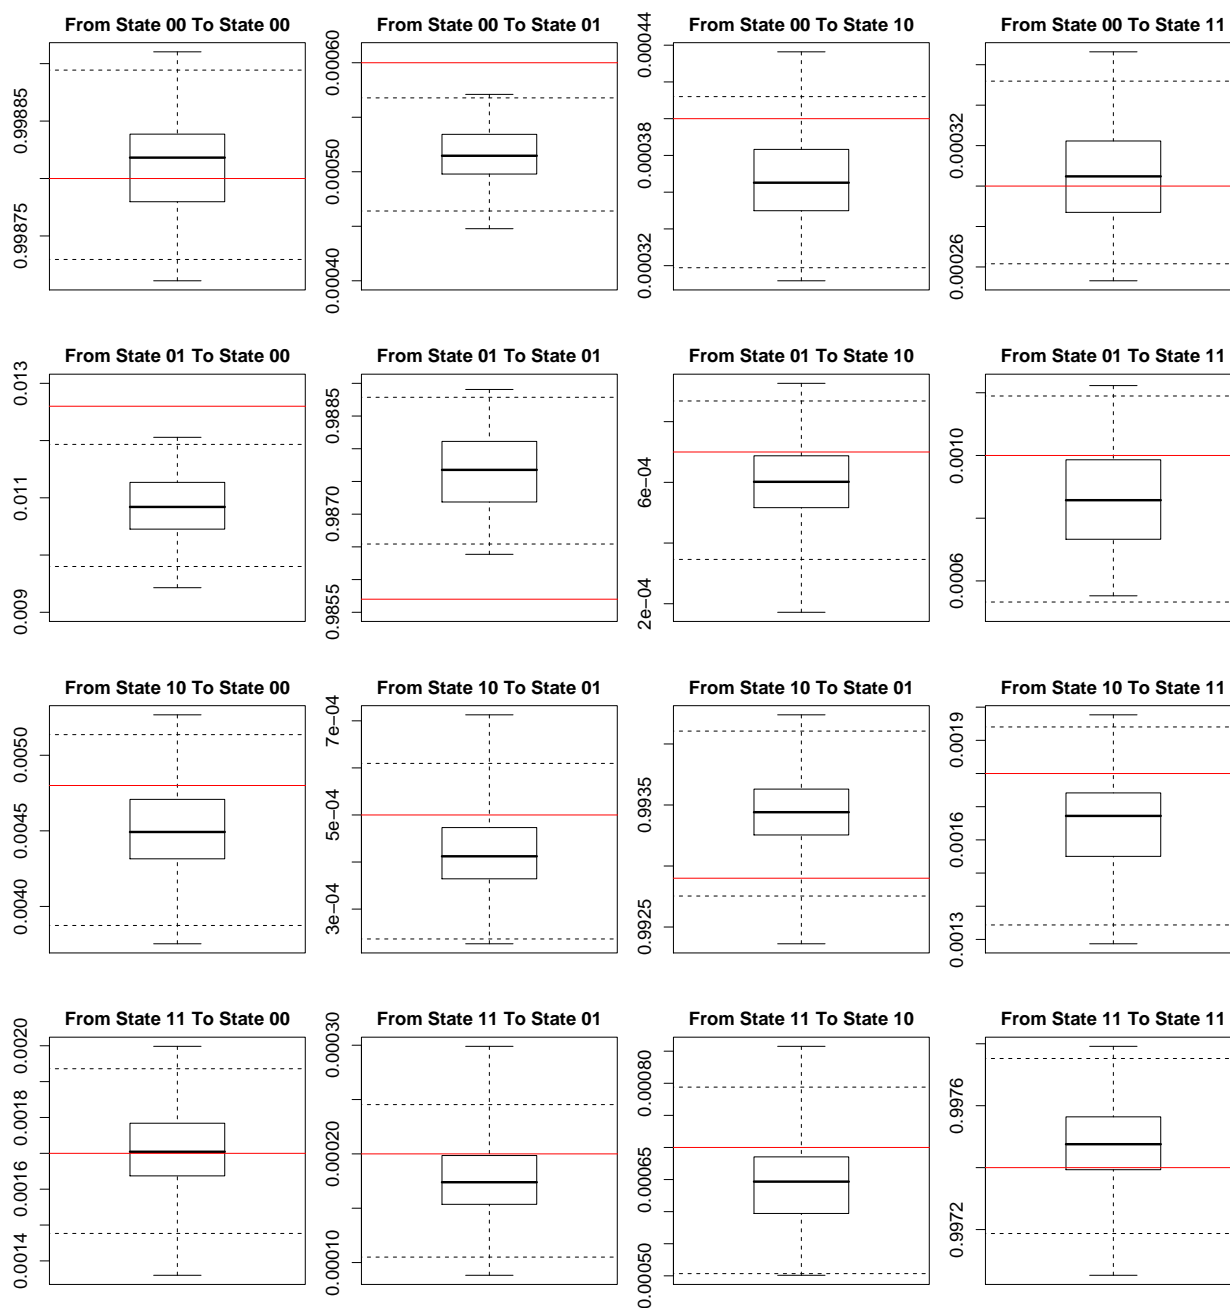 From State 00 To State 00
0.99875 0.99885
From State 00 To State 01
0.00040 0.00050 0.00060
From State 00 To State 10
0.00032 0.00038 0.00044
From State 00 To State 11
0.00026 0.00032
From State 01 To State 00
0.009 0.011 0.013
From State 01 To State 01
0.9855 0.9870 0.9885
From State 01 To State 10
2e−04 6e−04
From State 01 To State 11
0.0006 0.0010
From State 10 To State 00
0.0040 0.0045 0.0050
From State 10 To State 01
3e−04 5e−04 7e−04
From State 10 To State 01
0.9925 0.9935
From State 10 To State 11
0.0013 0.0016 0.0019
From State 11 To State 00
0.0014 0.0016 0.0018 0.0020
From State 11 To State 01
0.00010 0.00020 0.00030
From State 11 To State 10
0.00050 0.00065 0.00080
From State 11 To State 11
0.9972 0.9976